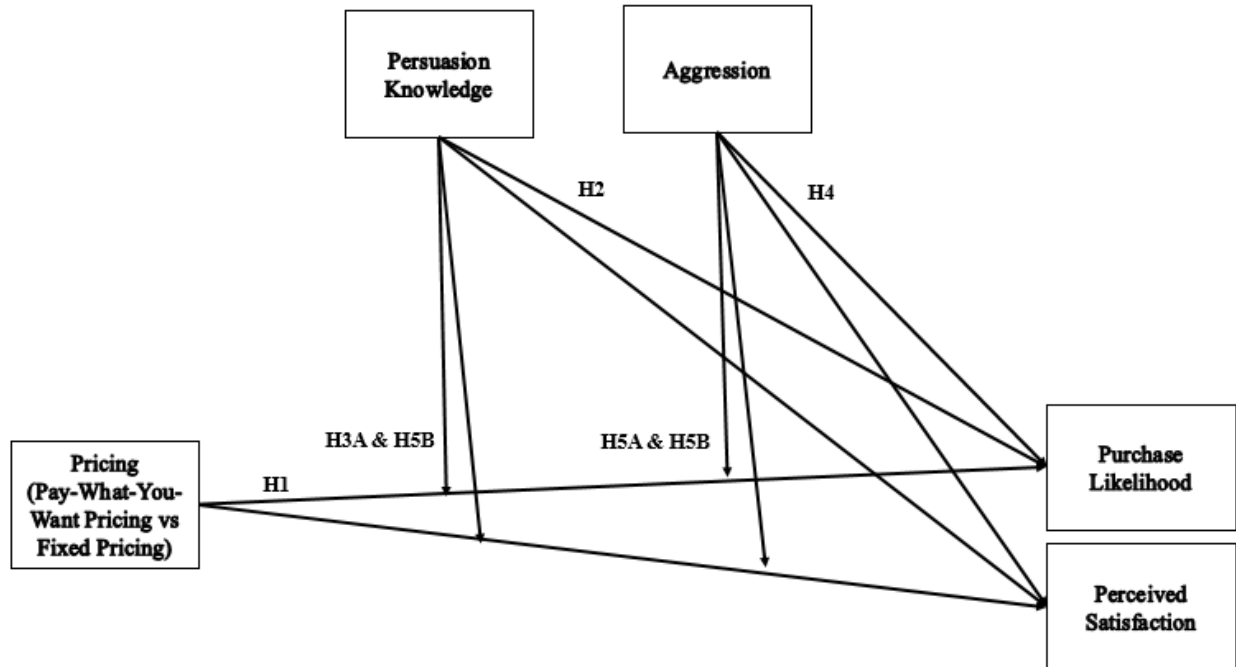 Persuasion
Knowledge
Aggression
H2
H4
H3A & H5B
H5A & H5B
Pricing
(Pay-What-You-
Want Pricing vs
Fixed Pricing)
H1
Purchase
Likelihood
Perceived
Satisfaction